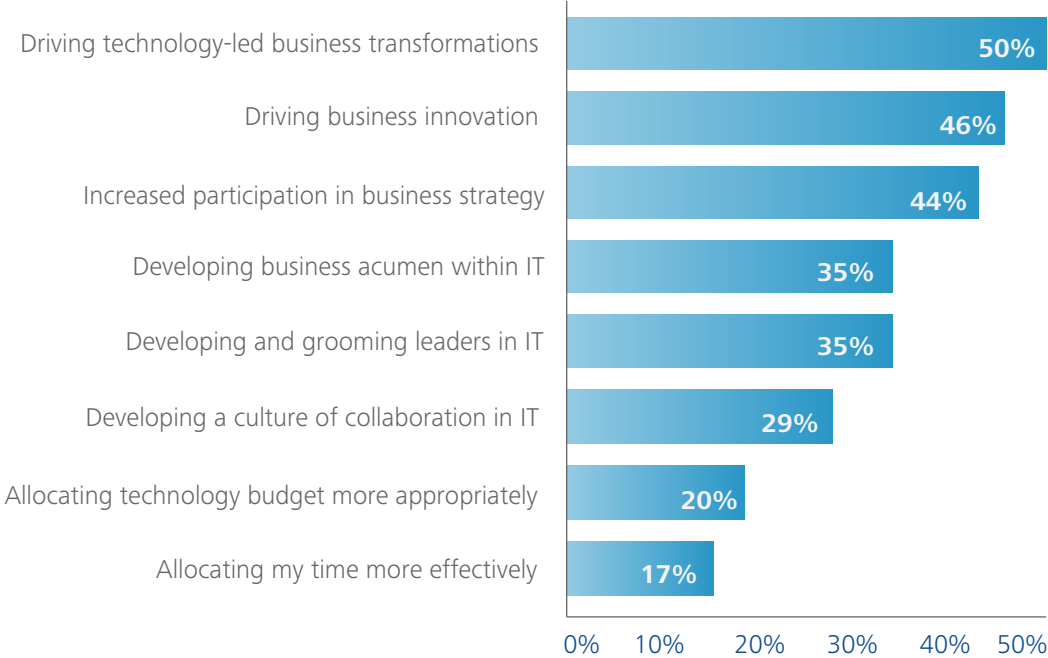 Driving technology-led business transformations 50%
Driving business innovation 46%
Increased participation in business strategy 44%
Developing business acumen within IT 35%
Developing and grooming leaders in IT 35%
Developing a culture of collaboration in IT 29%
Allocating technology budget more appropriately 20%
Allocating my time more effectively 17%
0% 10% 20% 30% 40% 50%